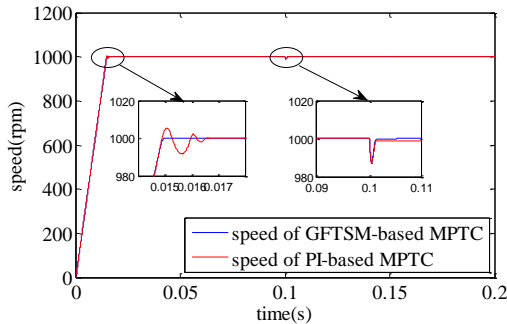 1200
1000
800
600
400
200
0
speed(rpm)
1020
1000
980
0.015 0.016 0.017
1020
1000
980
0.09 0.1 0.11
speed of GFTSM-based MPTC
speed of PI-based MPTC
0 0.05 0.1 0.15 0.2
time(s)